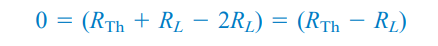 0 = (R_Th + R_L − 2R_L) = (R_Th − R_L)